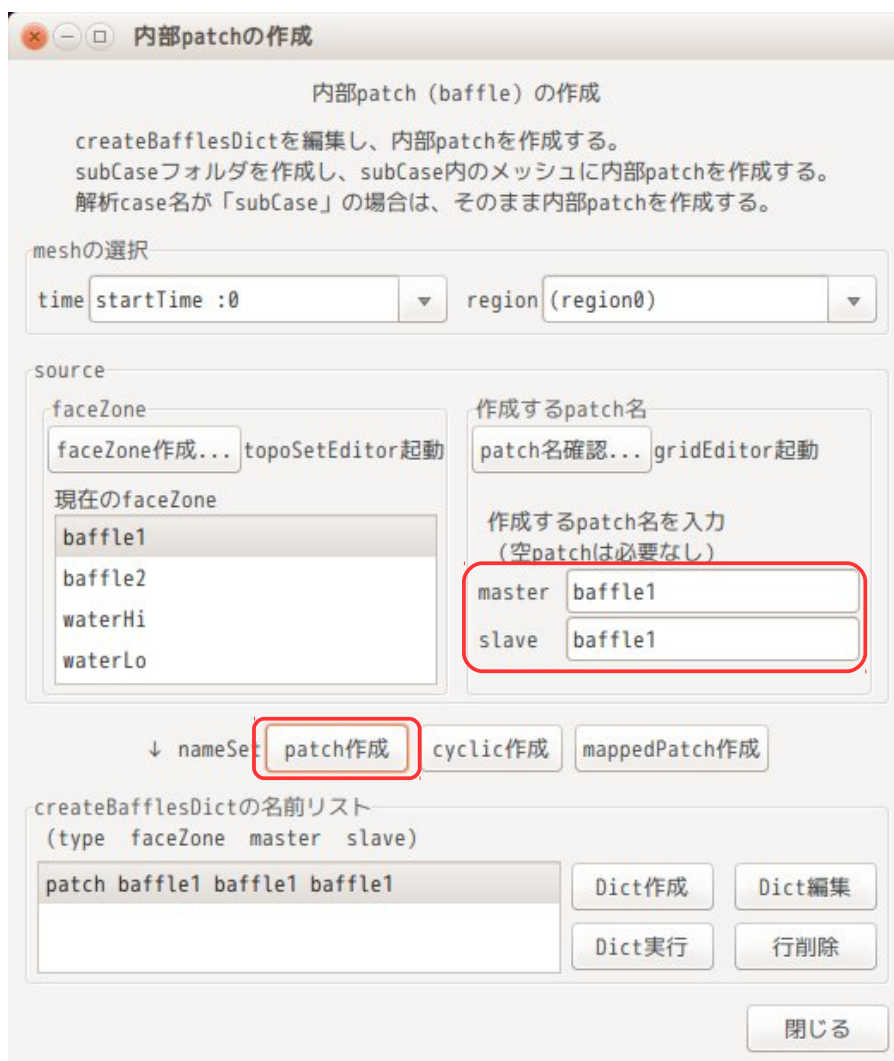 内部patchの作成
内部patch (baffle) の作成
createBafflesDictを編集し、内部patchを作成する。
subCaseフォルダを作成し、subCase内のメッシュに内部patchを作成する。
解析case名が「subCase」の場合は、そのまま内部patchを作成する。
meshの選択
time startTime :0 region (region0)
source
faceZone
faceZone作成... topoSetEditor起動
現在のfaceZone
baffle1
baffle2
waterHi
waterLo
作成するpatch名
patch名確認... gridEditor起動
作成するpatch名を入力
（空patchは必要なし）
master baffle1
slave baffle1
↓ nameSet patch作成 cyclic作成 mappedPatch作成
createBafflesDictの名前リスト
(type faceZone master slave)
patch baffle1 baffle1 baffle1
Dict作成 Dict編集
Dict実行 行削除
閉じる